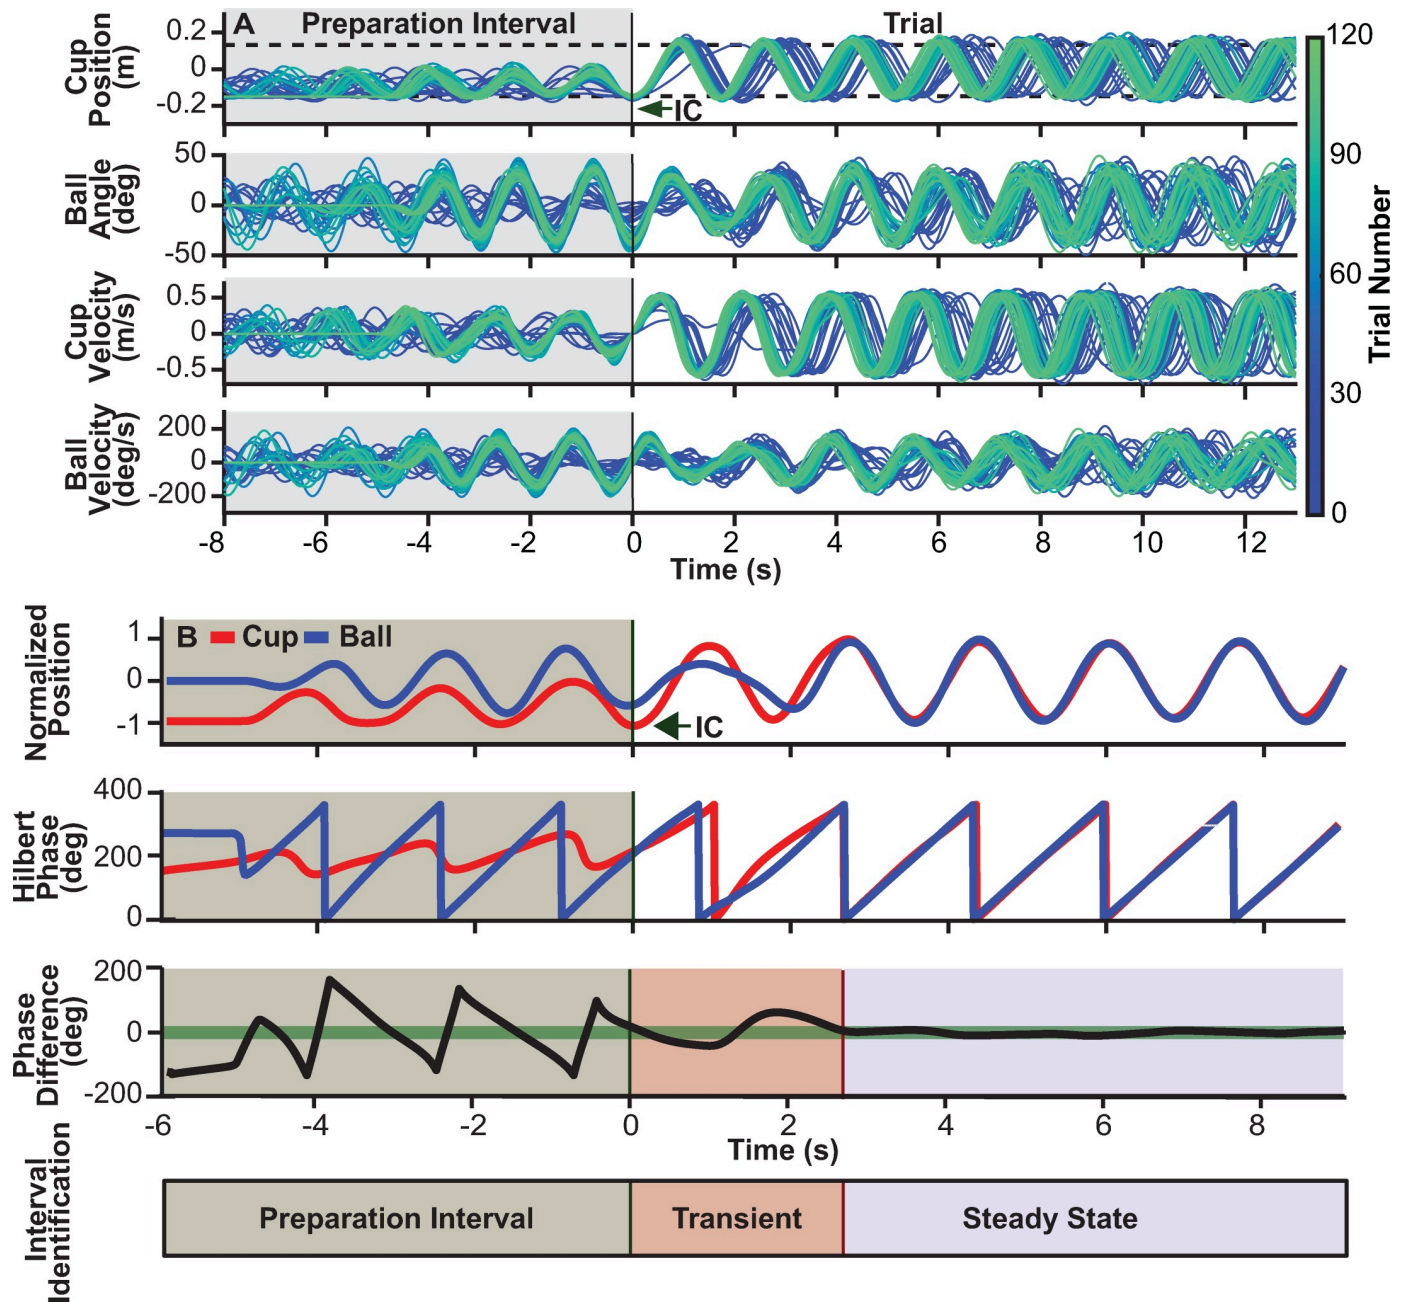 A Preparation Interval Trial
Cup
Position
(m)
0.2
0
-0.2
IC
Ball
Angle
(deg)
50
0
-50
Cup
Velocity
(m/s)
0.5
0
-0.5
Ball
Velocity
(deg/s)
200
0
-200
-8 -6 -4 -2 0 2 4 6 8 10 12
Time (s)
120
90
60
30
0
Trial Number
B Cup Ball
Normalized
Position
1
0
-1
IC
Hilbert
Phase
(deg)
400
200
0
Phase
Difference
(deg)
200
0
-200
-6 -4 -2 0 2 4 6 8
Time (s)
Interval
Identification
Preparation Interval Transient Steady State